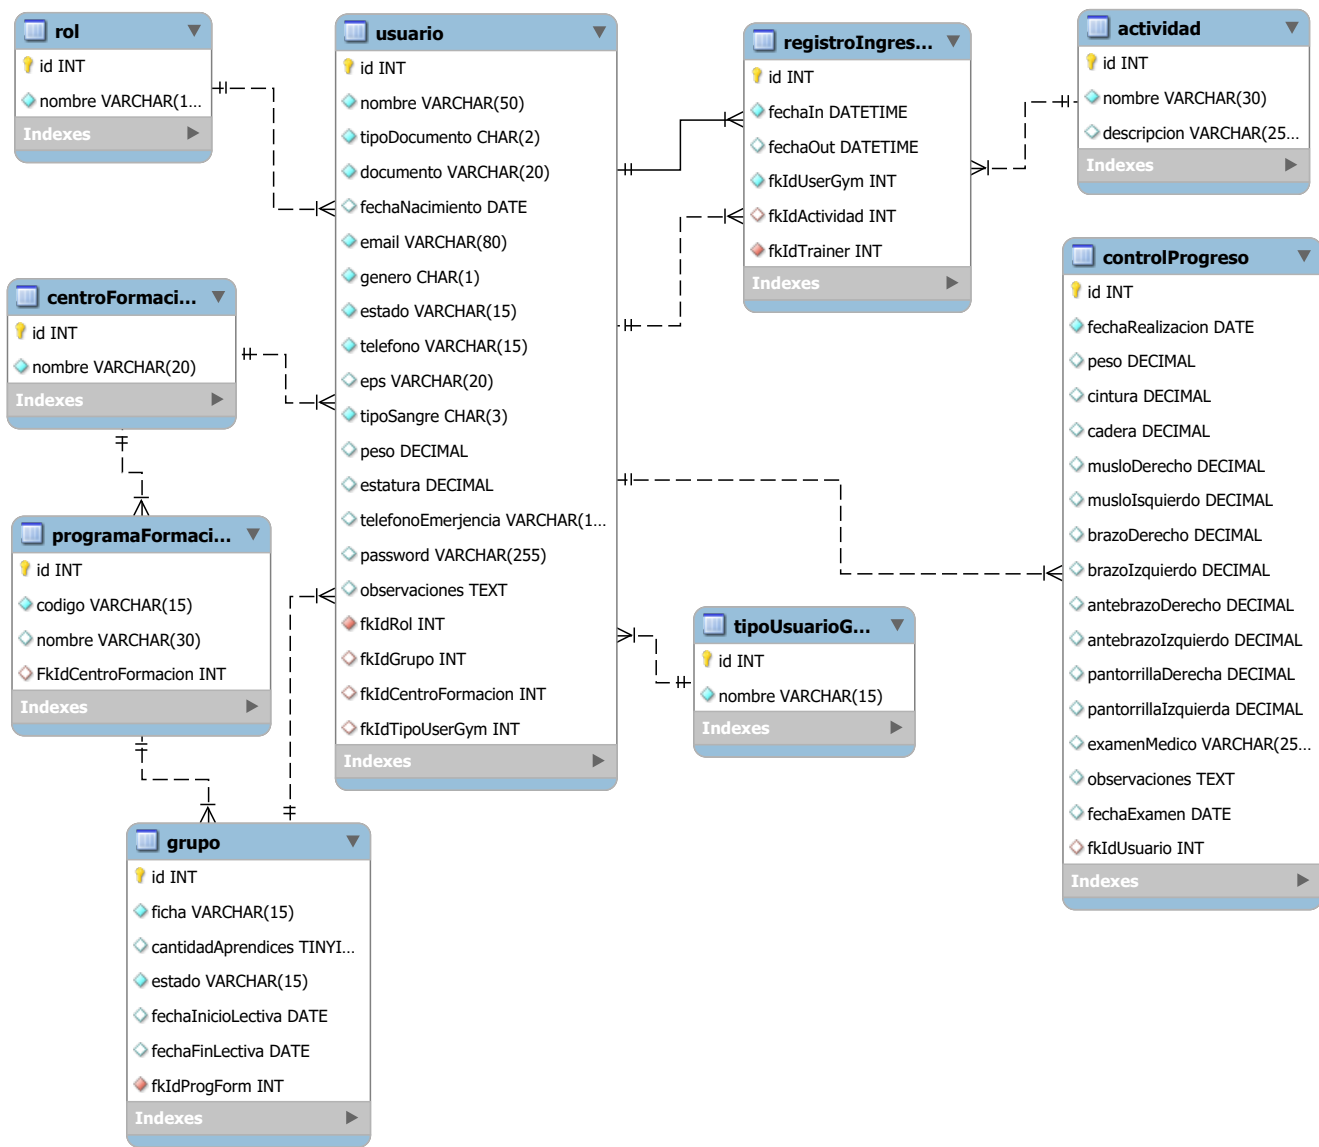 rol
id INT
nombre VARCHAR(1...
Indexes
usuario
id INT
nombre VARCHAR(50)
tipoDocumento CHAR(2)
documento VARCHAR(20)
fechaNacimiento DATE
email VARCHAR(80)
genero CHAR(1)
estado VARCHAR(15)
telefono VARCHAR(15)
eps VARCHAR(20)
tipoSangre CHAR(3)
peso DECIMAL
estatura DECIMAL
telefonoEmerjencia VARCHAR(1...
password VARCHAR(255)
observaciones TEXT
fkIdRol INT
fkIdGrupo INT
fkIdCentroFormacion INT
fkIdTipoUserGym INT
Indexes
registroIngres...
id INT
fechaIn DATETIME
fechaOut DATETIME
fkIdUserGym INT
fkIdActividad INT
fkIdTrainer INT
Indexes
actividad
id INT
nombre VARCHAR(30)
descripcion VARCHAR(25...
Indexes
centroFormaci...
id INT
nombre VARCHAR(20)
Indexes
controlProgreso
id INT
fechaRealizacion DATE
peso DECIMAL
cintura DECIMAL
cadera DECIMAL
musloDerecho DECIMAL
musloIsquierdo DECIMAL
brazoDerecho DECIMAL
brazoIzquierdo DECIMAL
antebrazoDerecho DECIMAL
antebrazoIzquierdo DECIMAL
pantorrillaDerecha DECIMAL
pantorrillaIzquierda DECIMAL
examenMedico VARCHAR(25...
observaciones TEXT
fechaExamen DATE
fkIdUsuario INT
Indexes
programaFormaci...
id INT
codigo VARCHAR(15)
nombre VARCHAR(30)
FkIdCentroFormacion INT
Indexes
tipoUsuarioG...
id INT
nombre VARCHAR(15)
Indexes
grupo
id INT
ficha VARCHAR(15)
cantidadAprendices TINYI...
estado VARCHAR(15)
fechaInicioLectiva DATE
fechaFinLectiva DATE
fkIdProgForm INT
Indexes